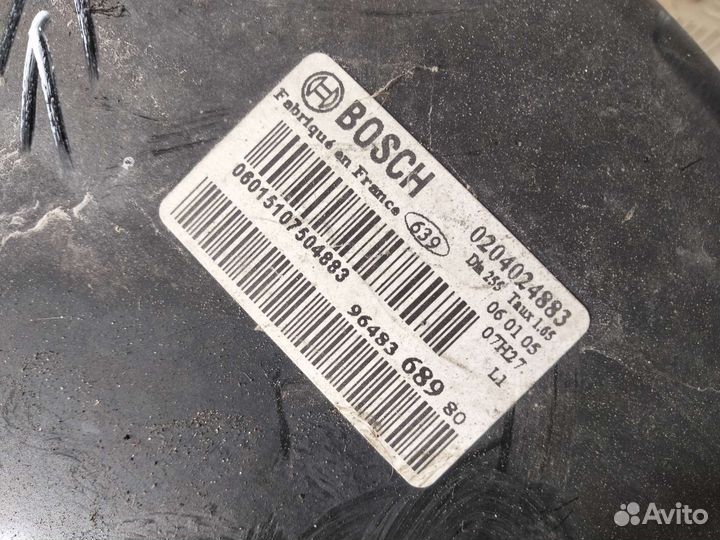 BOSCH
Fabriqué en France
639
0204024883
Dia 255 Taux 1.65
06 01 05
07H27
L1
06015107504883
96483 689 80
Avito